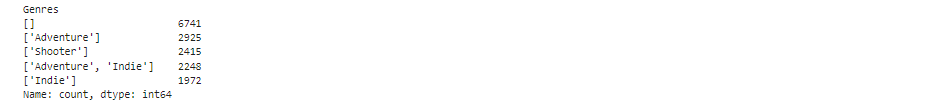 Genres
[]                        6741
['Adventure']             2925
['Shooter']               2415
['Adventure', 'Indie']    2248
['Indie']                 1972
Name: count, dtype: int64